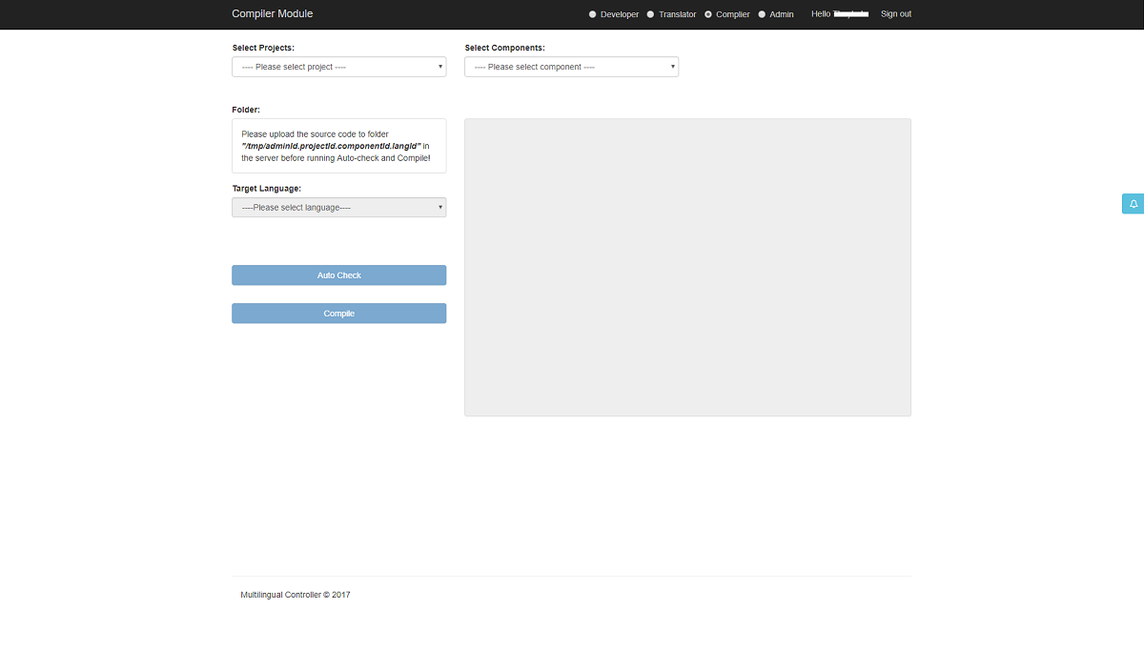 Compiler Module
Developer Translator Complier Admin Hello Sign out
Select Projects: Select Components:
---- Please select project ---- ---- Please select component ----
Folder:
Please upload the source code to folder
"/tmp/adminId.projectId.componentId.langId" in
the server before running Auto-check and Compile!
Target Language:
----Please select language----
Auto Check
Compile
Multilingual Controller © 2017